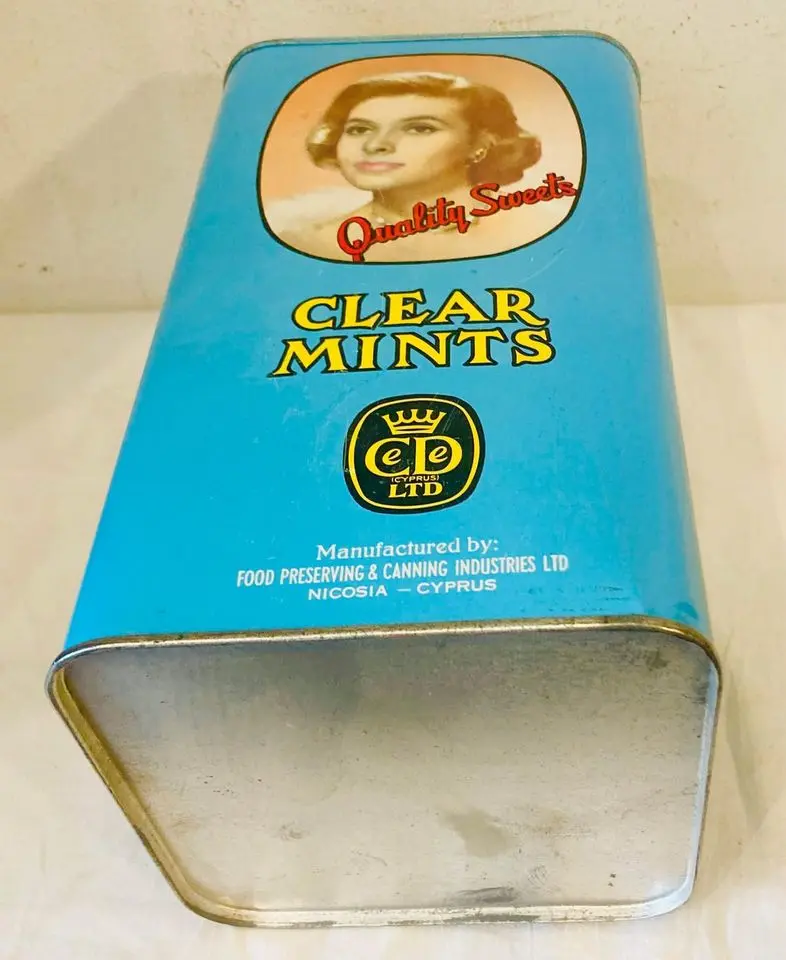 Quality Sweets
CLEAR
MINTS
CeDe
(CYPRUS)
LTD
Manufactured by:
FOOD PRESERVING & CANNING INDUSTRIES LTD
NICOSIA – CYPRUS